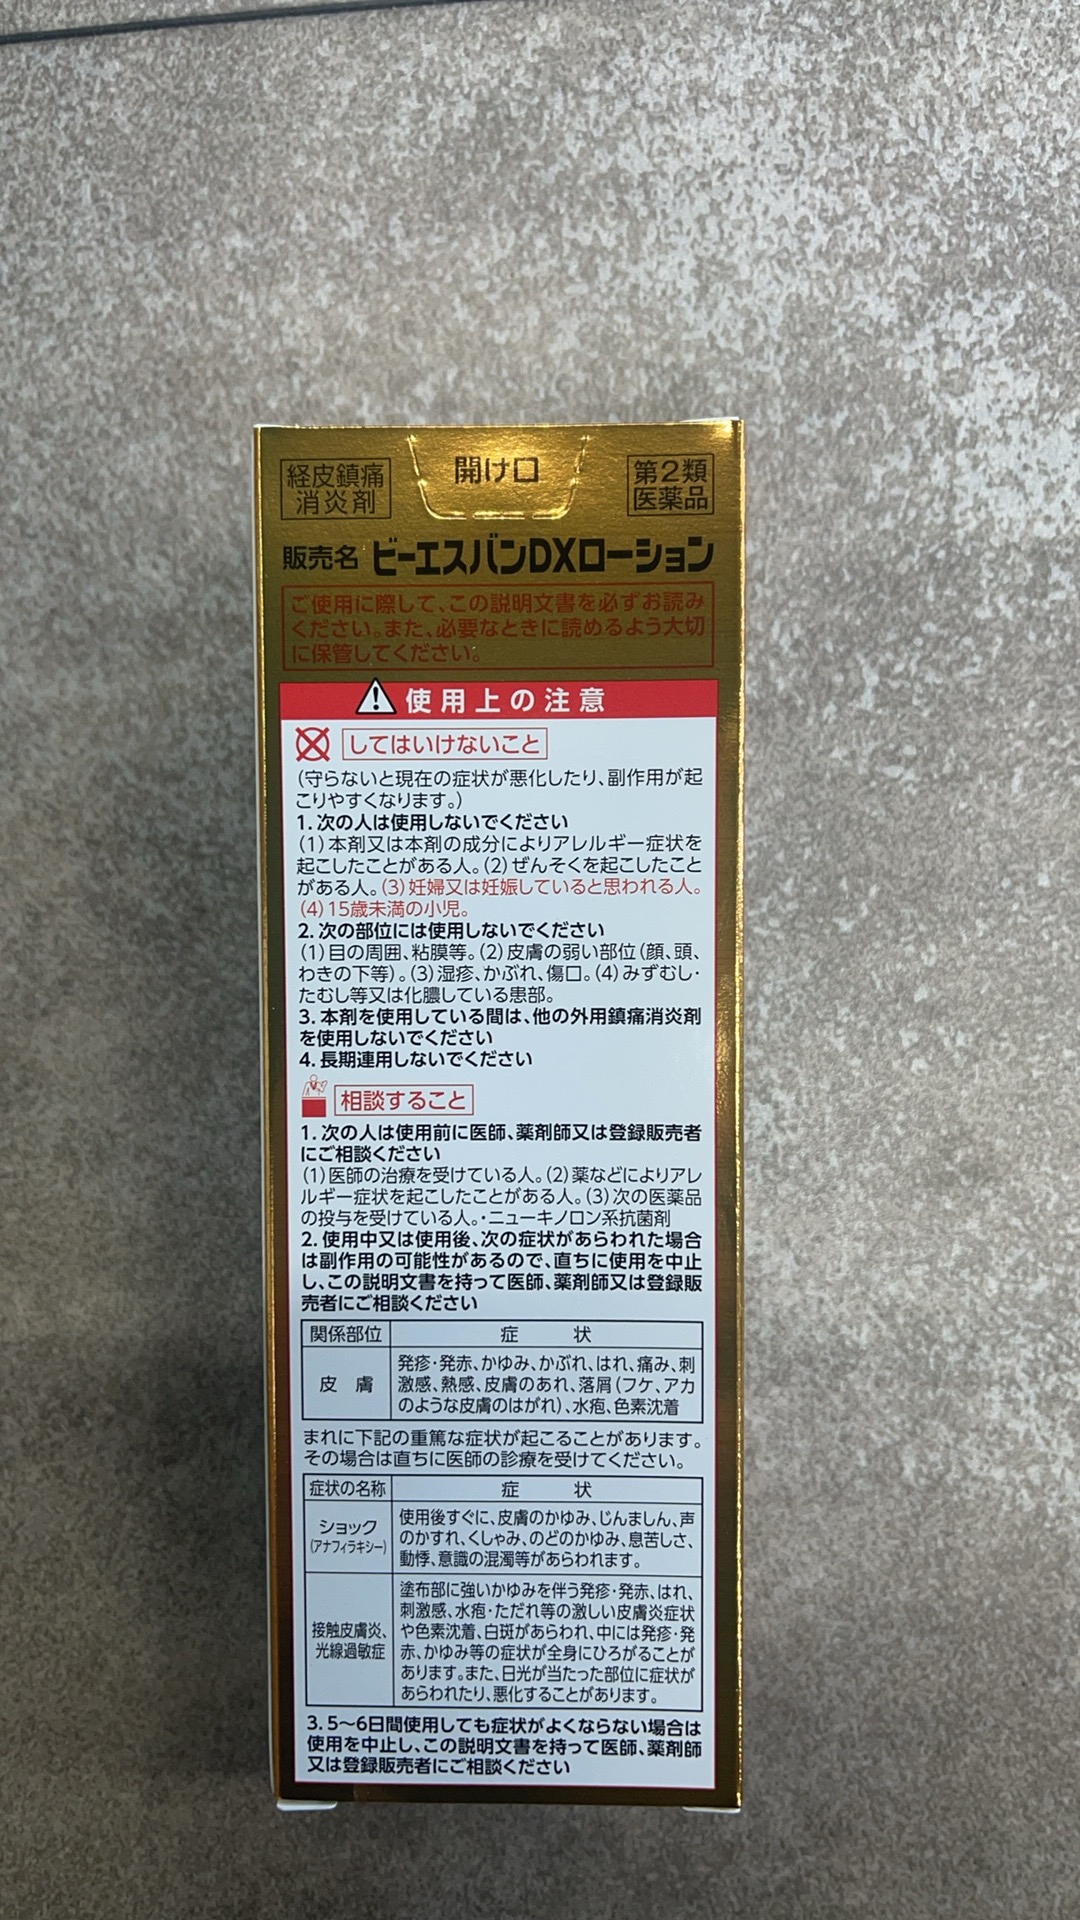 経皮鎮痛
消炎剤
開け口
第2類
医薬品
販売名 ビーエスバンDXローション
ご使用に際して、この説明文書を必ずお読み
ください。また、必要なときに読めるよう大切
に保管してください。
使用上の注意
してはいけないこと
(守らないと現在の症状が悪化したり、副作用が起
こりやすくなります。)
1. 次の人は使用しないでください
(1)本剤又は本剤の成分によりアレルギー症状を
起こしたことがある人。(2)ぜんそくを起こしたこと
がある人。(3)妊婦又は妊娠していると思われる人。
(4)15歳未満の小児。
2. 次の部位には使用しないでください
(1)目の周囲、粘膜等。(2)皮膚の弱い部位(顔、頭、
わきの下等)。(3)湿疹、かぶれ、傷口。(4)みずむし・
たむし等又は化膿している患部。
3. 本剤を使用している間は、他の外用鎮痛消炎剤
を使用しないでください
4. 長期連用しないでください
相談すること
1. 次の人は使用前に医師、薬剤師又は登録販売者
にご相談ください
(1)医師の治療を受けている人。(2)薬などによりアレ
ルギー症状を起こしたことがある人。(3)次の医薬品
の投与を受けている人。・ニューキノロン系抗菌剤
2. 使用中又は使用後、次の症状があらわれた場合
は副作用の可能性があるので、直ちに使用を中止
し、この説明文書を持って医師、薬剤師又は登録販
売者にご相談ください
関係部位 症 状
皮 膚
発疹・発赤、かゆみ、かぶれ、はれ、痛み、刺
激感、熱感、皮膚のあれ、落屑(フケ、アカ
のような皮膚のはがれ)、水疱、色素沈着
まれに下記の重篤な症状が起こることがあります。
その場合は直ちに医師の診療を受けてください。
症状の名称 症 状
ショック
(アナフィラキシー)
使用後すぐに、皮膚のかゆみ、じんましん、声
のかすれ、くしゃみ、のどのかゆみ、息苦しさ、
動悸、意識の混濁等があらわれます。
接触皮膚炎、
光線過敏症
塗布部に強いかゆみを伴う発疹・発赤、はれ、
刺激感、水疱・ただれ等の激しい皮膚炎症状
や色素沈着、白斑があらわれ、中には発疹・発
赤、かゆみ等の症状が全身にひろがることが
あります。また、日光が当たった部位に症状が
あらわれたり、悪化することがあります。
3. 5〜6日間使用しても症状がよくならない場合は
使用を中止し、この説明文書を持って医師、薬剤師
又は登録販売者にご相談ください